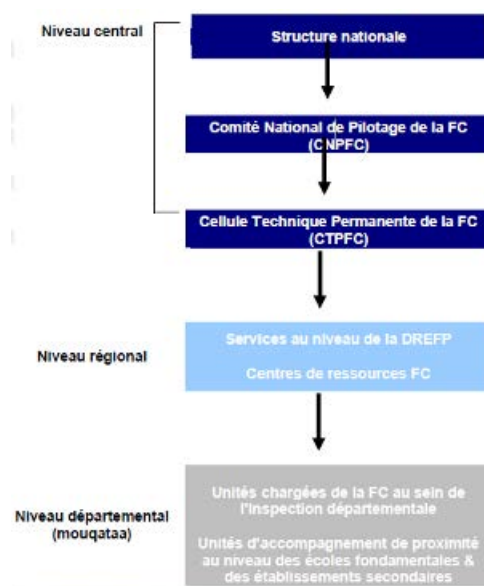 Niveau central
Structure nationale
Comité National de Pilotage de la FC
(CNPFC)
Cellule Technique Permanente de la FC
(CTPFC)
Niveau régional
Services au niveau de la DREFP
Centres de ressources FC
Niveau départemental
(mouqataa)
Unités chargées de la FC au sein de
l'Inspection départementale
Unités d'accompagnement de proximité
au niveau des écoles fondamentales &
des établissements secondaires